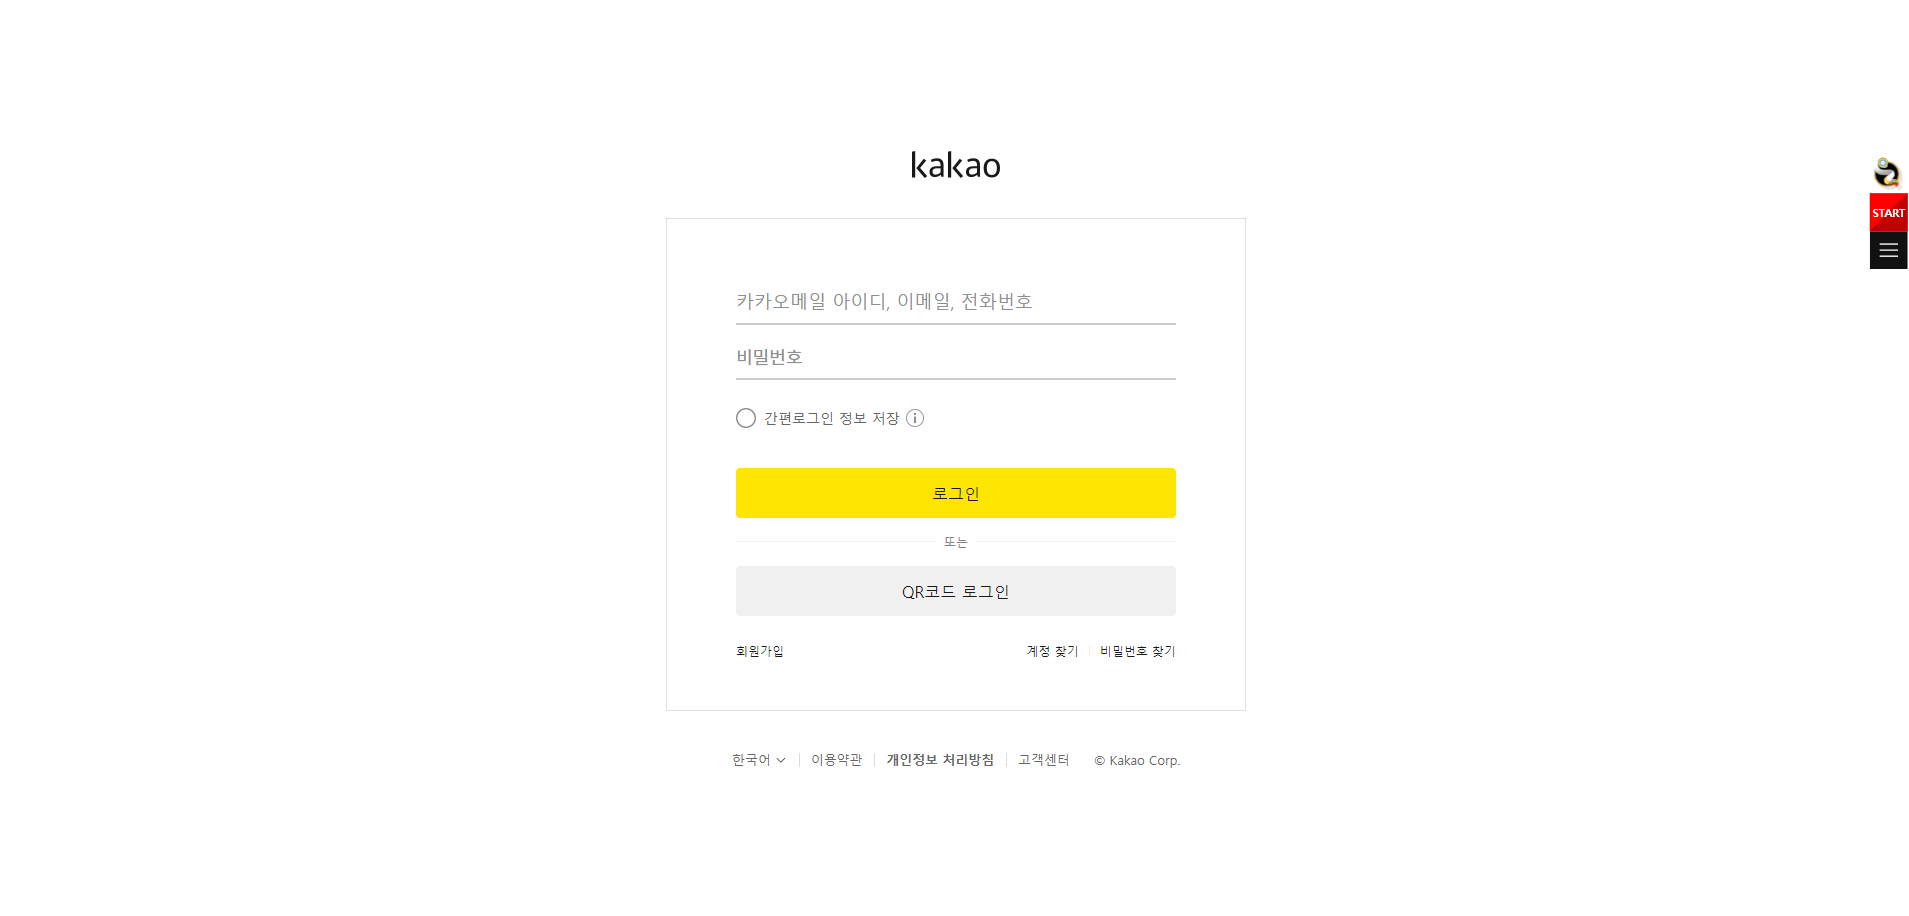 kakao
START
카카오메일 아이디, 이메일, 전화번호
비밀번호
간편로그인 정보 저장
로그인
또는
QR코드 로그인
회원가입 계정 찾기 비밀번호 찾기
한국어 이용약관 개인정보 처리방침 고객센터 © Kakao Corp.